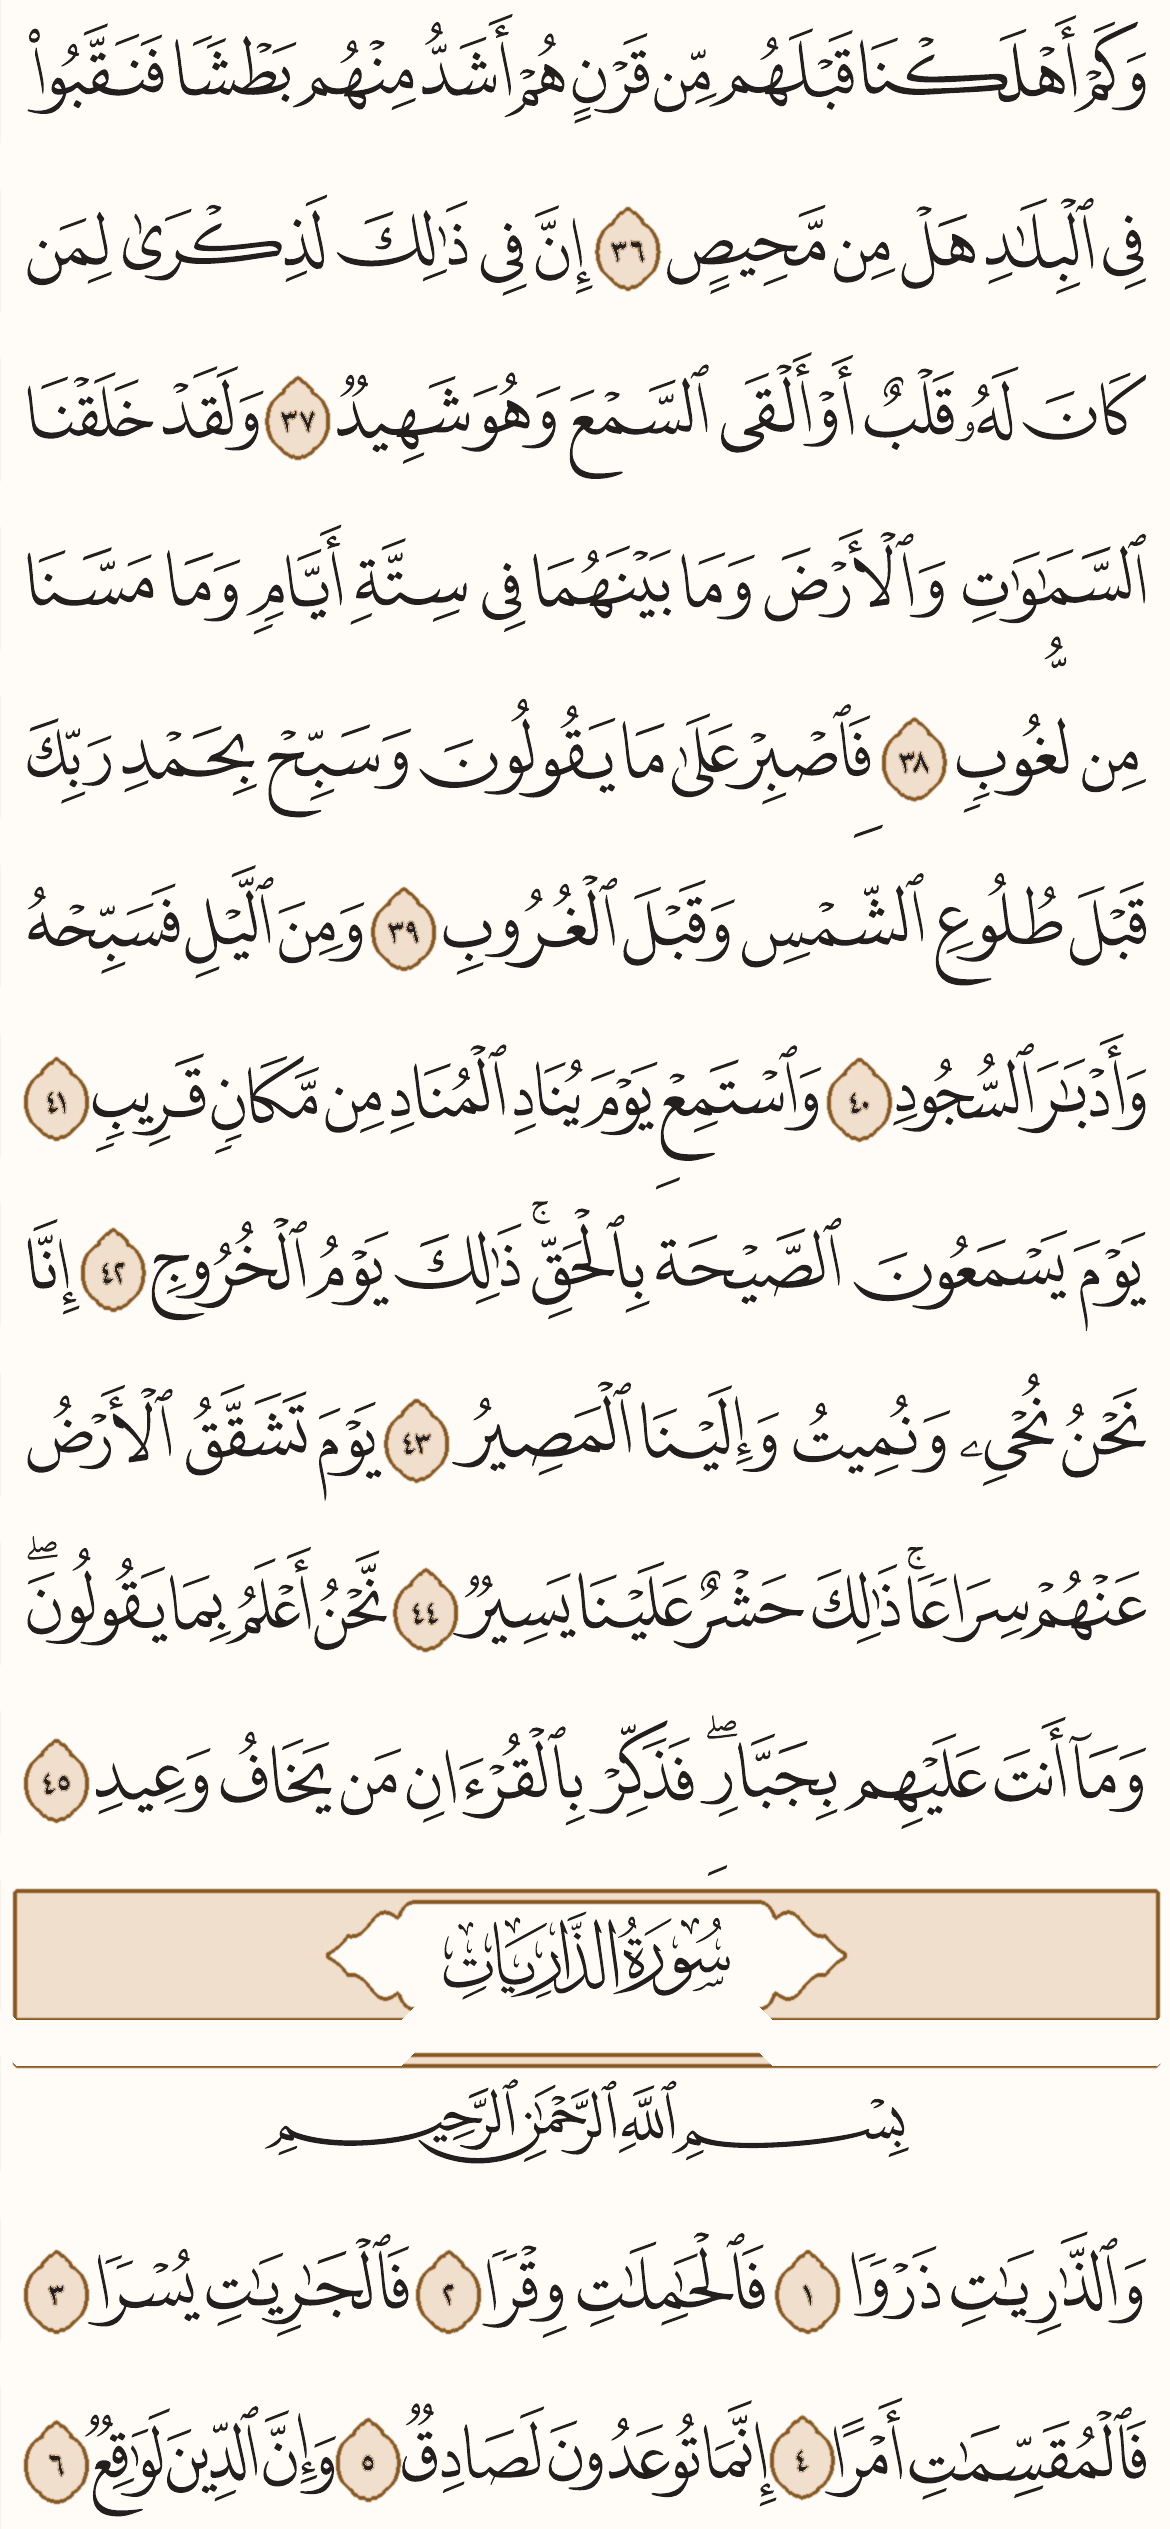 وَكَمْ أَهْلَكْنَا قَبْلَهُم مِّن قَرْنٍ هُمْ أَشَدُّ مِنْهُم بَطْشًا فَنَقَّبُوا۟
فِى ٱلْبِلَـٰدِ هَلْ مِن مَّحِيصٍ ٣٦ إِنَّ فِى ذَٰلِكَ لَذِكْرَىٰ لِمَن
كَانَ لَهُۥ قَلْبٌ أَوْ أَلْقَى ٱلسَّمْعَ وَهُوَ شَهِيدٌ ٣٧ وَلَقَدْ خَلَقْنَا
ٱلسَّمَـٰوَٰتِ وَٱلْأَرْضَ وَمَا بَيْنَهُمَا فِى سِتَّةِ أَيَّامٍ وَمَا مَسَّنَا
مِن لُّغُوبٍ ٣٨ فَٱصْبِرْ عَلَىٰ مَا يَقُولُونَ وَسَبِّحْ بِحَمْدِ رَبِّكَ
قَبْلَ طُلُوعِ ٱلشَّمْسِ وَقَبْلَ ٱلْغُرُوبِ ٣٩ وَمِنَ ٱلَّيْلِ فَسَبِّحْهُ
وَأَدْبَـٰرَ ٱلسُّجُودِ ٤٠ وَٱسْتَمِعْ يَوْمَ يُنَادِ ٱلْمُنَادِ مِن مَّكَانٍ قَرِيبٍ ٤١
يَوْمَ يَسْمَعُونَ ٱلصَّيْحَةَ بِٱلْحَقِّ ۚ ذَٰلِكَ يَوْمُ ٱلْخُرُوجِ ٤٢ إِنَّا
نَحْنُ نُحْىِۦ وَنُمِيتُ وَإِلَيْنَا ٱلْمَصِيرُ ٤٣ يَوْمَ تَشَقَّقُ ٱلْأَرْضُ
عَنْهُمْ سِرَاعًا ۚ ذَٰلِكَ حَشْرٌ عَلَيْنَا يَسِيرٌ ٤٤ نَّحْنُ أَعْلَمُ بِمَا يَقُولُونَ ۖ
وَمَآ أَنتَ عَلَيْهِم بِجَبَّارٍ ۖ فَذَكِّرْ بِٱلْقُرْءَانِ مَن يَخَافُ وَعِيدِ ٤٥
سُورَةُ الذَّارِيَاتِ
بِسْمِ ٱللَّهِ ٱلرَّحْمَـٰنِ ٱلرَّحِيمِ
وَٱلذَّٰرِيَـٰتِ ذَرْوًا ١ فَٱلْحَـٰمِلَـٰتِ وِقْرًا ٢ فَٱلْجَـٰرِيَـٰتِ يُسْرًا ٣
فَٱلْمُقَسِّمَـٰتِ أَمْرًا ٤ إِنَّمَا تُوعَدُونَ لَصَادِقٌ ٥ وَإِنَّ ٱلدِّينَ لَوَٰقِعٌ ٦